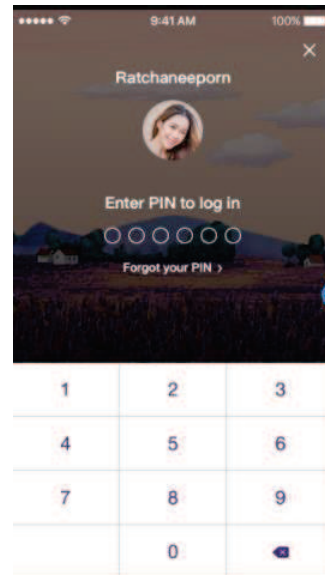 9:41 AM 100%
Ratchaneeporn
Enter PIN to log in
Forgot your PIN >
1 2 3
4 5 6
7 8 9
0